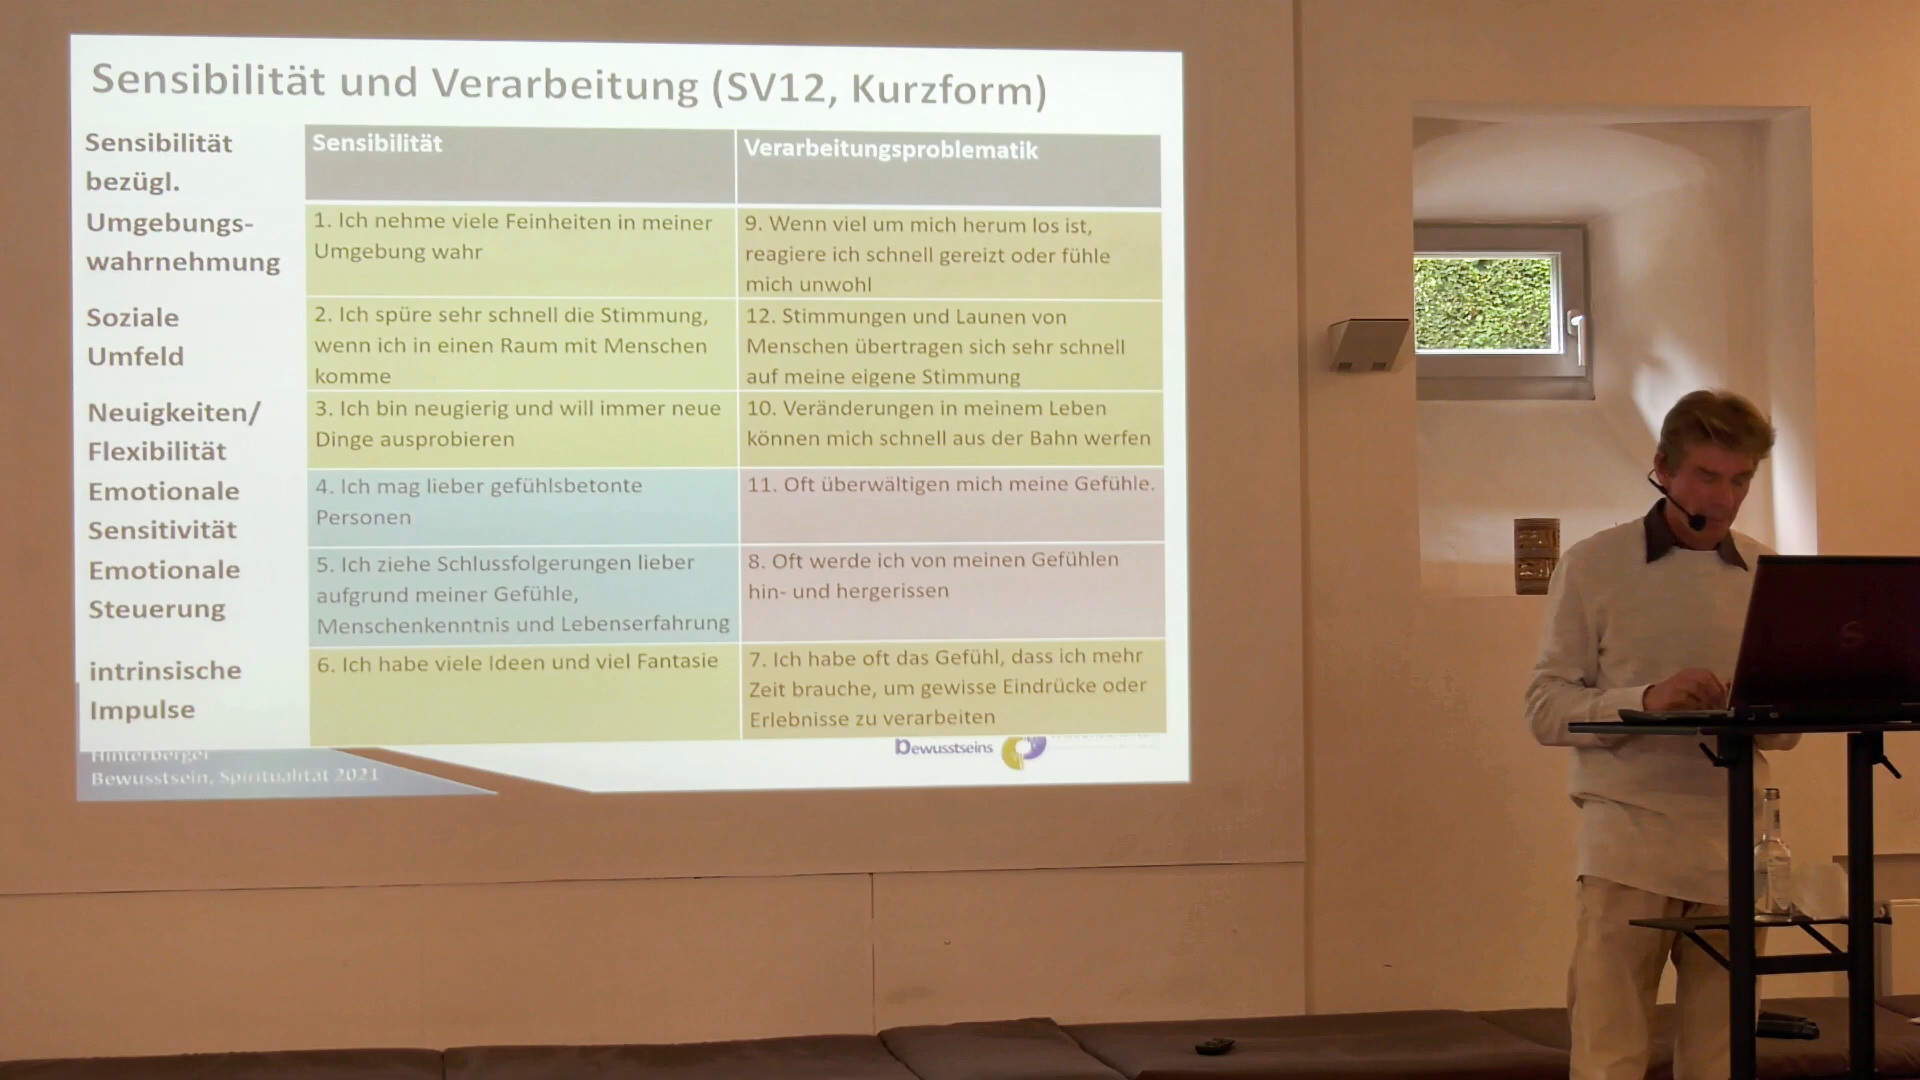 Sensibilität und Verarbeitung (SV12, Kurzform)
Sensibilität
bezügl.
Sensibilität
Verarbeitungsproblematik
Umgebungs-
wahrnehmung
1. Ich nehme viele Feinheiten in meiner
Umgebung wahr
9. Wenn viel um mich herum los ist,
reagiere ich schnell gereizt oder fühle
mich unwohl
Soziale
Umfeld
2. Ich spüre sehr schnell die Stimmung,
wenn ich in einen Raum mit Menschen
komme
12. Stimmungen und Launen von
Menschen übertragen sich sehr schnell
auf meine eigene Stimmung
Neuigkeiten/
Flexibilität
3. Ich bin neugierig und will immer neue
Dinge ausprobieren
10. Veränderungen in meinem Leben
können mich schnell aus der Bahn werfen
Emotionale
Sensitivität
4. Ich mag lieber gefühlsbetonte
Personen
11. Oft überwältigen mich meine Gefühle.
Emotionale
Steuerung
5. Ich ziehe Schlussfolgerungen lieber
aufgrund meiner Gefühle,
Menschenkenntnis und Lebenserfahrung
8. Oft werde ich von meinen Gefühlen
hin- und hergerissen
intrinsische
Impulse
6. Ich habe viele Ideen und viel Fantasie
7. Ich habe oft das Gefühl, dass ich mehr
Zeit brauche, um gewisse Eindrücke oder
Erlebnisse zu verarbeiten
Hinterberger
Bewusstsein, Spiritualität 2021
Bewusstseins